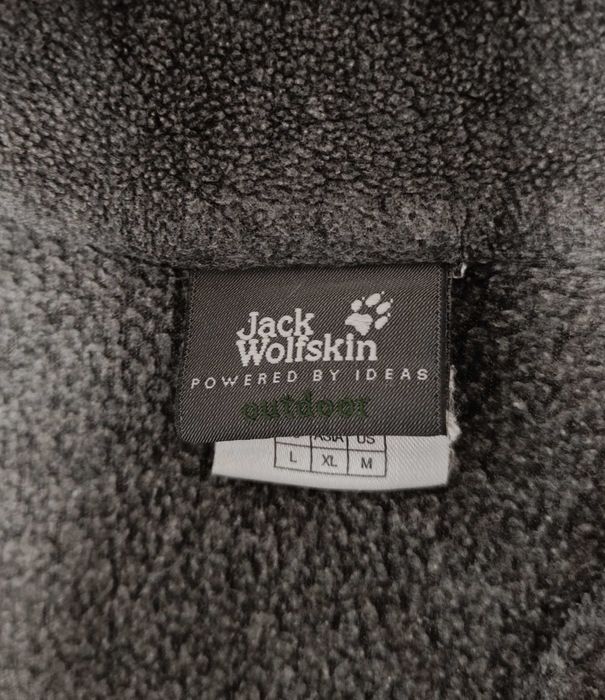 Jack
Wolfskin
POWERED BY IDEAS
outdoor
ASIA US
L XL M